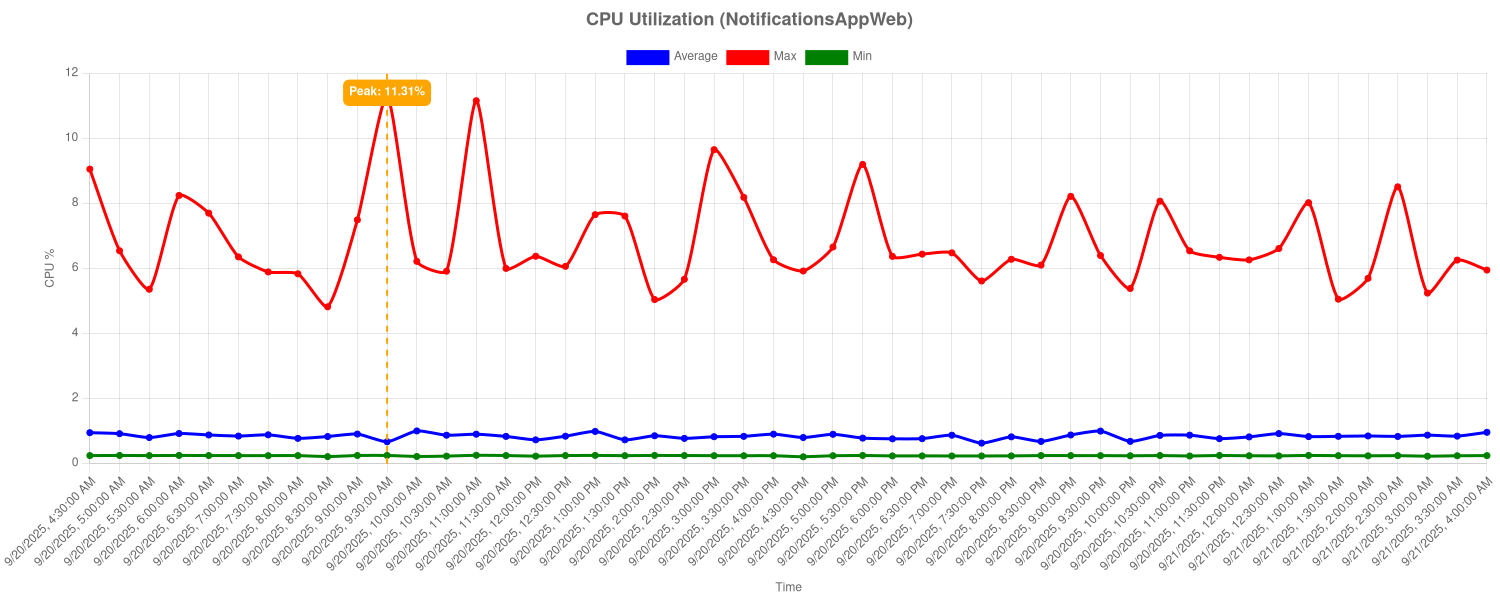 CPU Utilization (NotificationsAppWeb)
Average Max Min
12
Peak: 11.31%
10
8
6
4
2
0
CPU %
9/20/2025, 4:30:00 AM
9/20/2025, 5:00:00 AM
9/20/2025, 5:30:00 AM
9/20/2025, 6:00:00 AM
9/20/2025, 6:30:00 AM
9/20/2025, 7:00:00 AM
9/20/2025, 7:30:00 AM
9/20/2025, 8:00:00 AM
9/20/2025, 8:30:00 AM
9/20/2025, 9:00:00 AM
9/20/2025, 9:30:00 AM
9/20/2025, 10:00:00 AM
9/20/2025, 10:30:00 AM
9/20/2025, 11:00:00 AM
9/20/2025, 11:30:00 AM
9/20/2025, 12:00:00 PM
9/20/2025, 12:30:00 PM
9/20/2025, 1:00:00 PM
9/20/2025, 1:30:00 PM
9/20/2025, 2:00:00 PM
9/20/2025, 2:30:00 PM
9/20/2025, 3:00:00 PM
9/20/2025, 3:30:00 PM
9/20/2025, 4:00:00 PM
9/20/2025, 4:30:00 PM
9/20/2025, 5:00:00 PM
9/20/2025, 5:30:00 PM
9/20/2025, 6:00:00 PM
9/20/2025, 6:30:00 PM
9/20/2025, 7:00:00 PM
9/20/2025, 7:30:00 PM
9/20/2025, 8:00:00 PM
9/20/2025, 8:30:00 PM
9/20/2025, 9:00:00 PM
9/20/2025, 9:30:00 PM
9/20/2025, 10:00:00 PM
9/20/2025, 10:30:00 PM
9/20/2025, 11:00:00 PM
9/20/2025, 11:30:00 PM
9/21/2025, 12:00:00 AM
9/21/2025, 12:30:00 AM
9/21/2025, 1:00:00 AM
9/21/2025, 1:30:00 AM
9/21/2025, 2:00:00 AM
9/21/2025, 2:30:00 AM
9/21/2025, 3:00:00 AM
9/21/2025, 3:30:00 AM
9/21/2025, 4:00:00 AM
Time